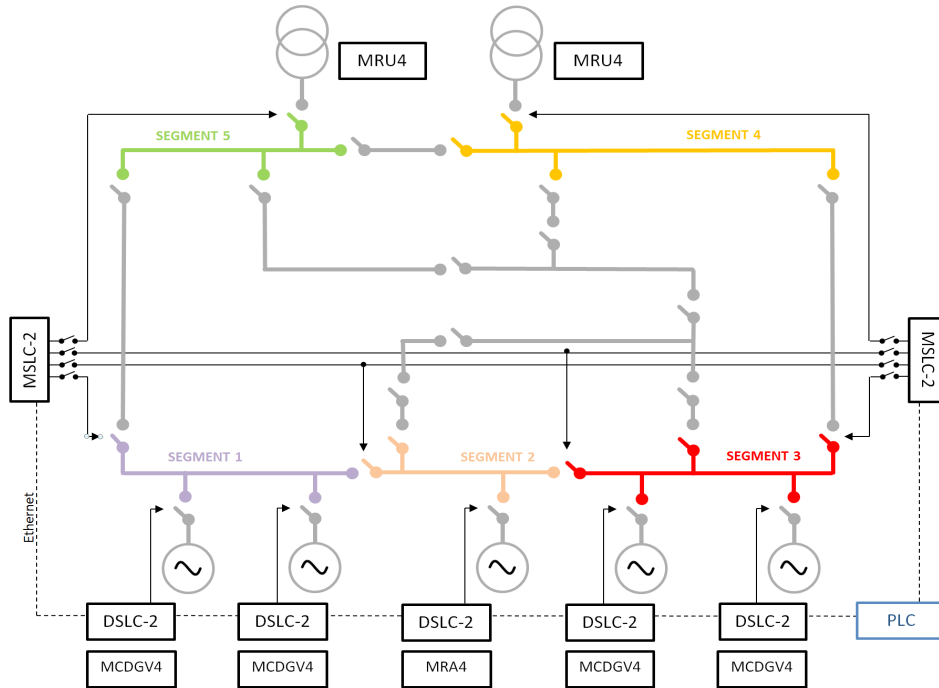 MRU4
MRU4
SEGMENT 5
SEGMENT 4
MSLC-2
MSLC-2
SEGMENT 1
SEGMENT 2
SEGMENT 3
Ethernet
DSLC-2
DSLC-2
DSLC-2
DSLC-2
DSLC-2
PLC
MCDGV4
MCDGV4
MRA4
MCDGV4
MCDGV4